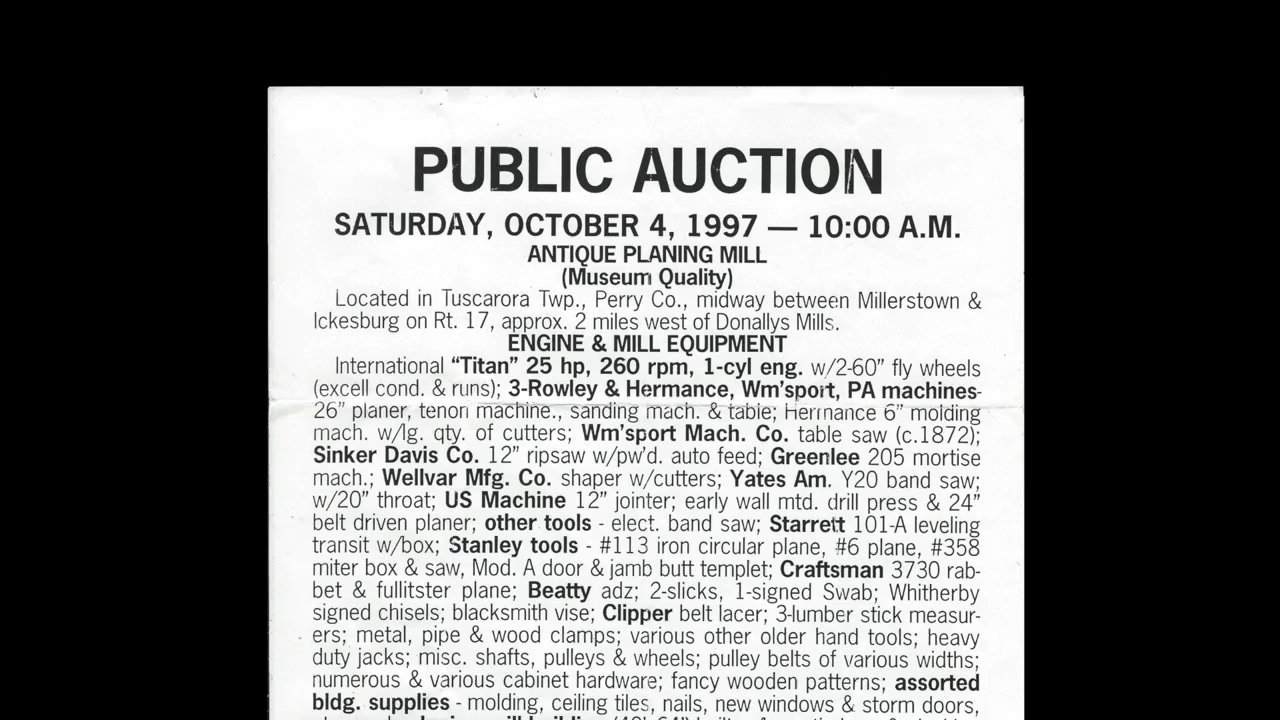 PUBLIC AUCTION
SATURDAY, OCTOBER 4, 1997 — 10:00 A.M.
ANTIQUE PLANING MILL
(Museum Quality)
Located in Tuscarora Twp., Perry Co., midway between Millerstown &
Ickesburg on Rt. 17, approx. 2 miles west of Donallys Mills.
ENGINE & MILL EQUIPMENT
International “Titan” 25 hp, 260 rpm, 1-cyl eng. w/2-60” fly wheels
(excell cond. & runs); 3-Rowley & Hermance, Wm'sport, PA machines-
26” planer, tenon machine., sanding mach. & table; Hermance 6” molding
mach. w/lg. qty. of cutters; Wm'sport Mach. Co. table saw (c.1872);
Sinker Davis Co. 12” ripsaw w/pw'd. auto feed; Greenlee 205 mortise
mach.; Wellvar Mfg. Co. shaper w/cutters; Yates Am. Y20 band saw;
w/20” throat; US Machine 12” jointer; early wall mtd. drill press & 24”
belt driven planer; other tools - elect. band saw; Starrett 101-A leveling
transit w/box; Stanley tools - #113 iron circular plane, #6 plane, #358
miter box & saw, Mod. A door & jamb butt templet; Craftsman 3730 rab-
bet & fullitster plane; Beatty adz; 2-slicks, 1-signed Swab; Whitherby
signed chisels; blacksmith vise; Clipper belt lacer; 3-lumber stick measur-
ers; metal, pipe & wood clamps; various other older hand tools; heavy
duty jacks; misc. shafts, pulleys & wheels; pulley belts of various widths;
numerous & various cabinet hardware; fancy wooden patterns; assorted
bldg. supplies - molding, ceiling tiles, nails, new windows & storm doors,